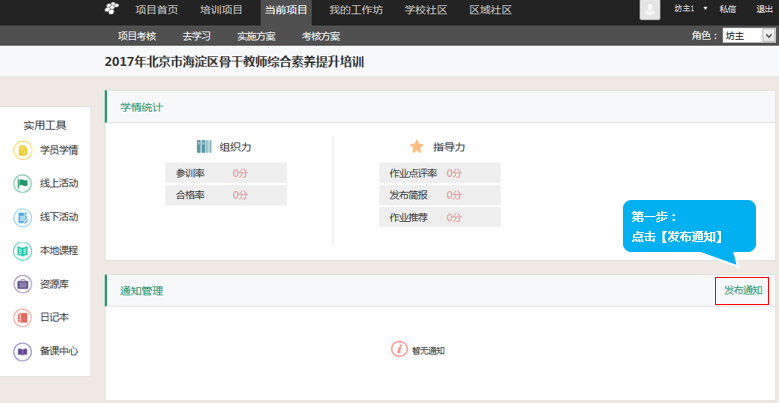 项目首页 培训项目 当前项目 我的工作坊 学校社区 区域社区 坊主1 私信 退出
项目考核 去学习 实施方案 考核方案 角色： 坊主
2017年北京市海淀区骨干教师综合素养提升培训
实用工具
学员学情
线上活动
线下活动
本地课程
资源库
日记本
备课中心
学情统计
组织力
参训率 0分
合格率 0分
指导力
作业点评率 0分
发布简报 0分
作业推荐 0分
第一步：
点击【发布通知】
通知管理 发布通知
暂无通知